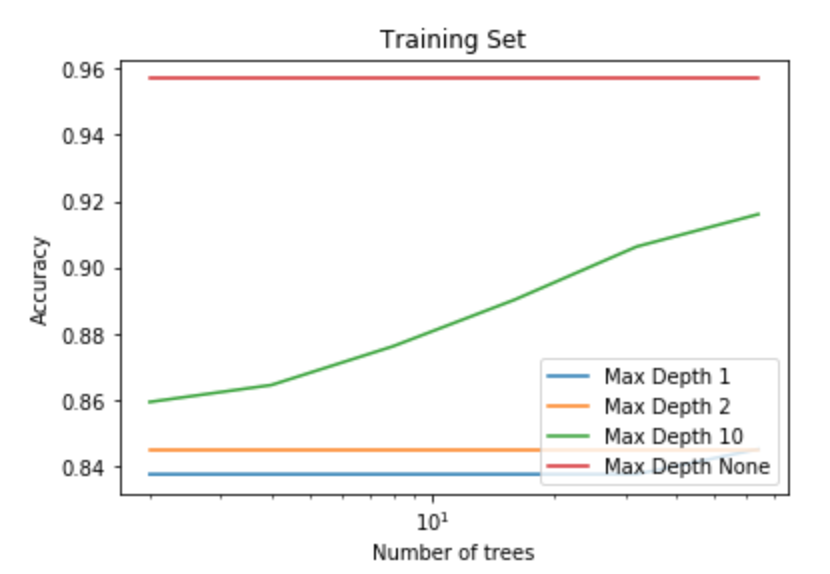 Training Set
0.96
0.94
0.92
0.90
0.88
0.86
0.84
Accuracy
Max Depth 1
Max Depth 2
Max Depth 10
Max Depth None
10¹
Number of trees